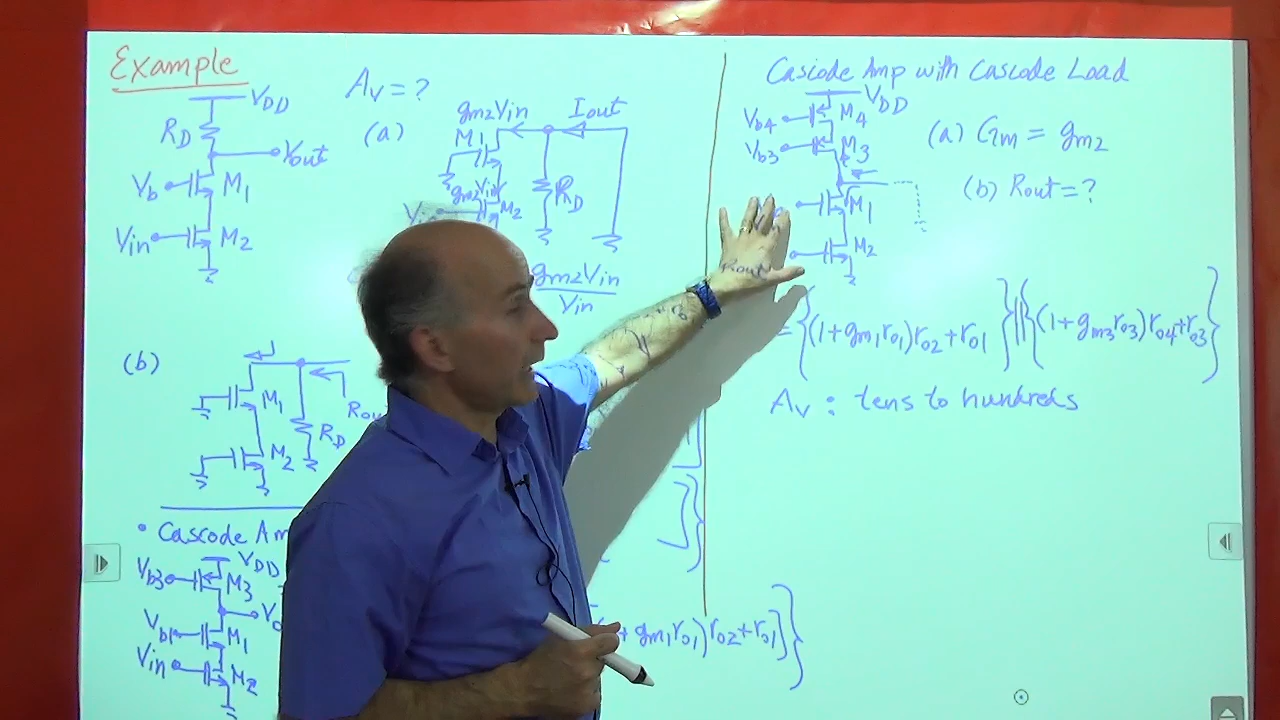 Example
Av = ?
VDD
RD
Vout
Vb
M1
Vin
M2
(a)
gm2Vin
Iout
M1
gm2Vin
RD
Vin
M2
gm2Vin
Vin
(b)
M1
RD
M2
• Cascode Am
VDD
Vb3
M3
Vb1
M1
Vin
M2
+ gm1ro1)ro2+ro1]}
Cascode Amp with Cascode Load
VDD
Vb4
M4
Vb3
M3
M1
M2
(a) Gm = gm2
(b) Rout = ?
Rout
= {(1+gm1ro1)ro2+ro1}||{(1+gm3ro3)ro4+ro3}
Av : tens to hundreds